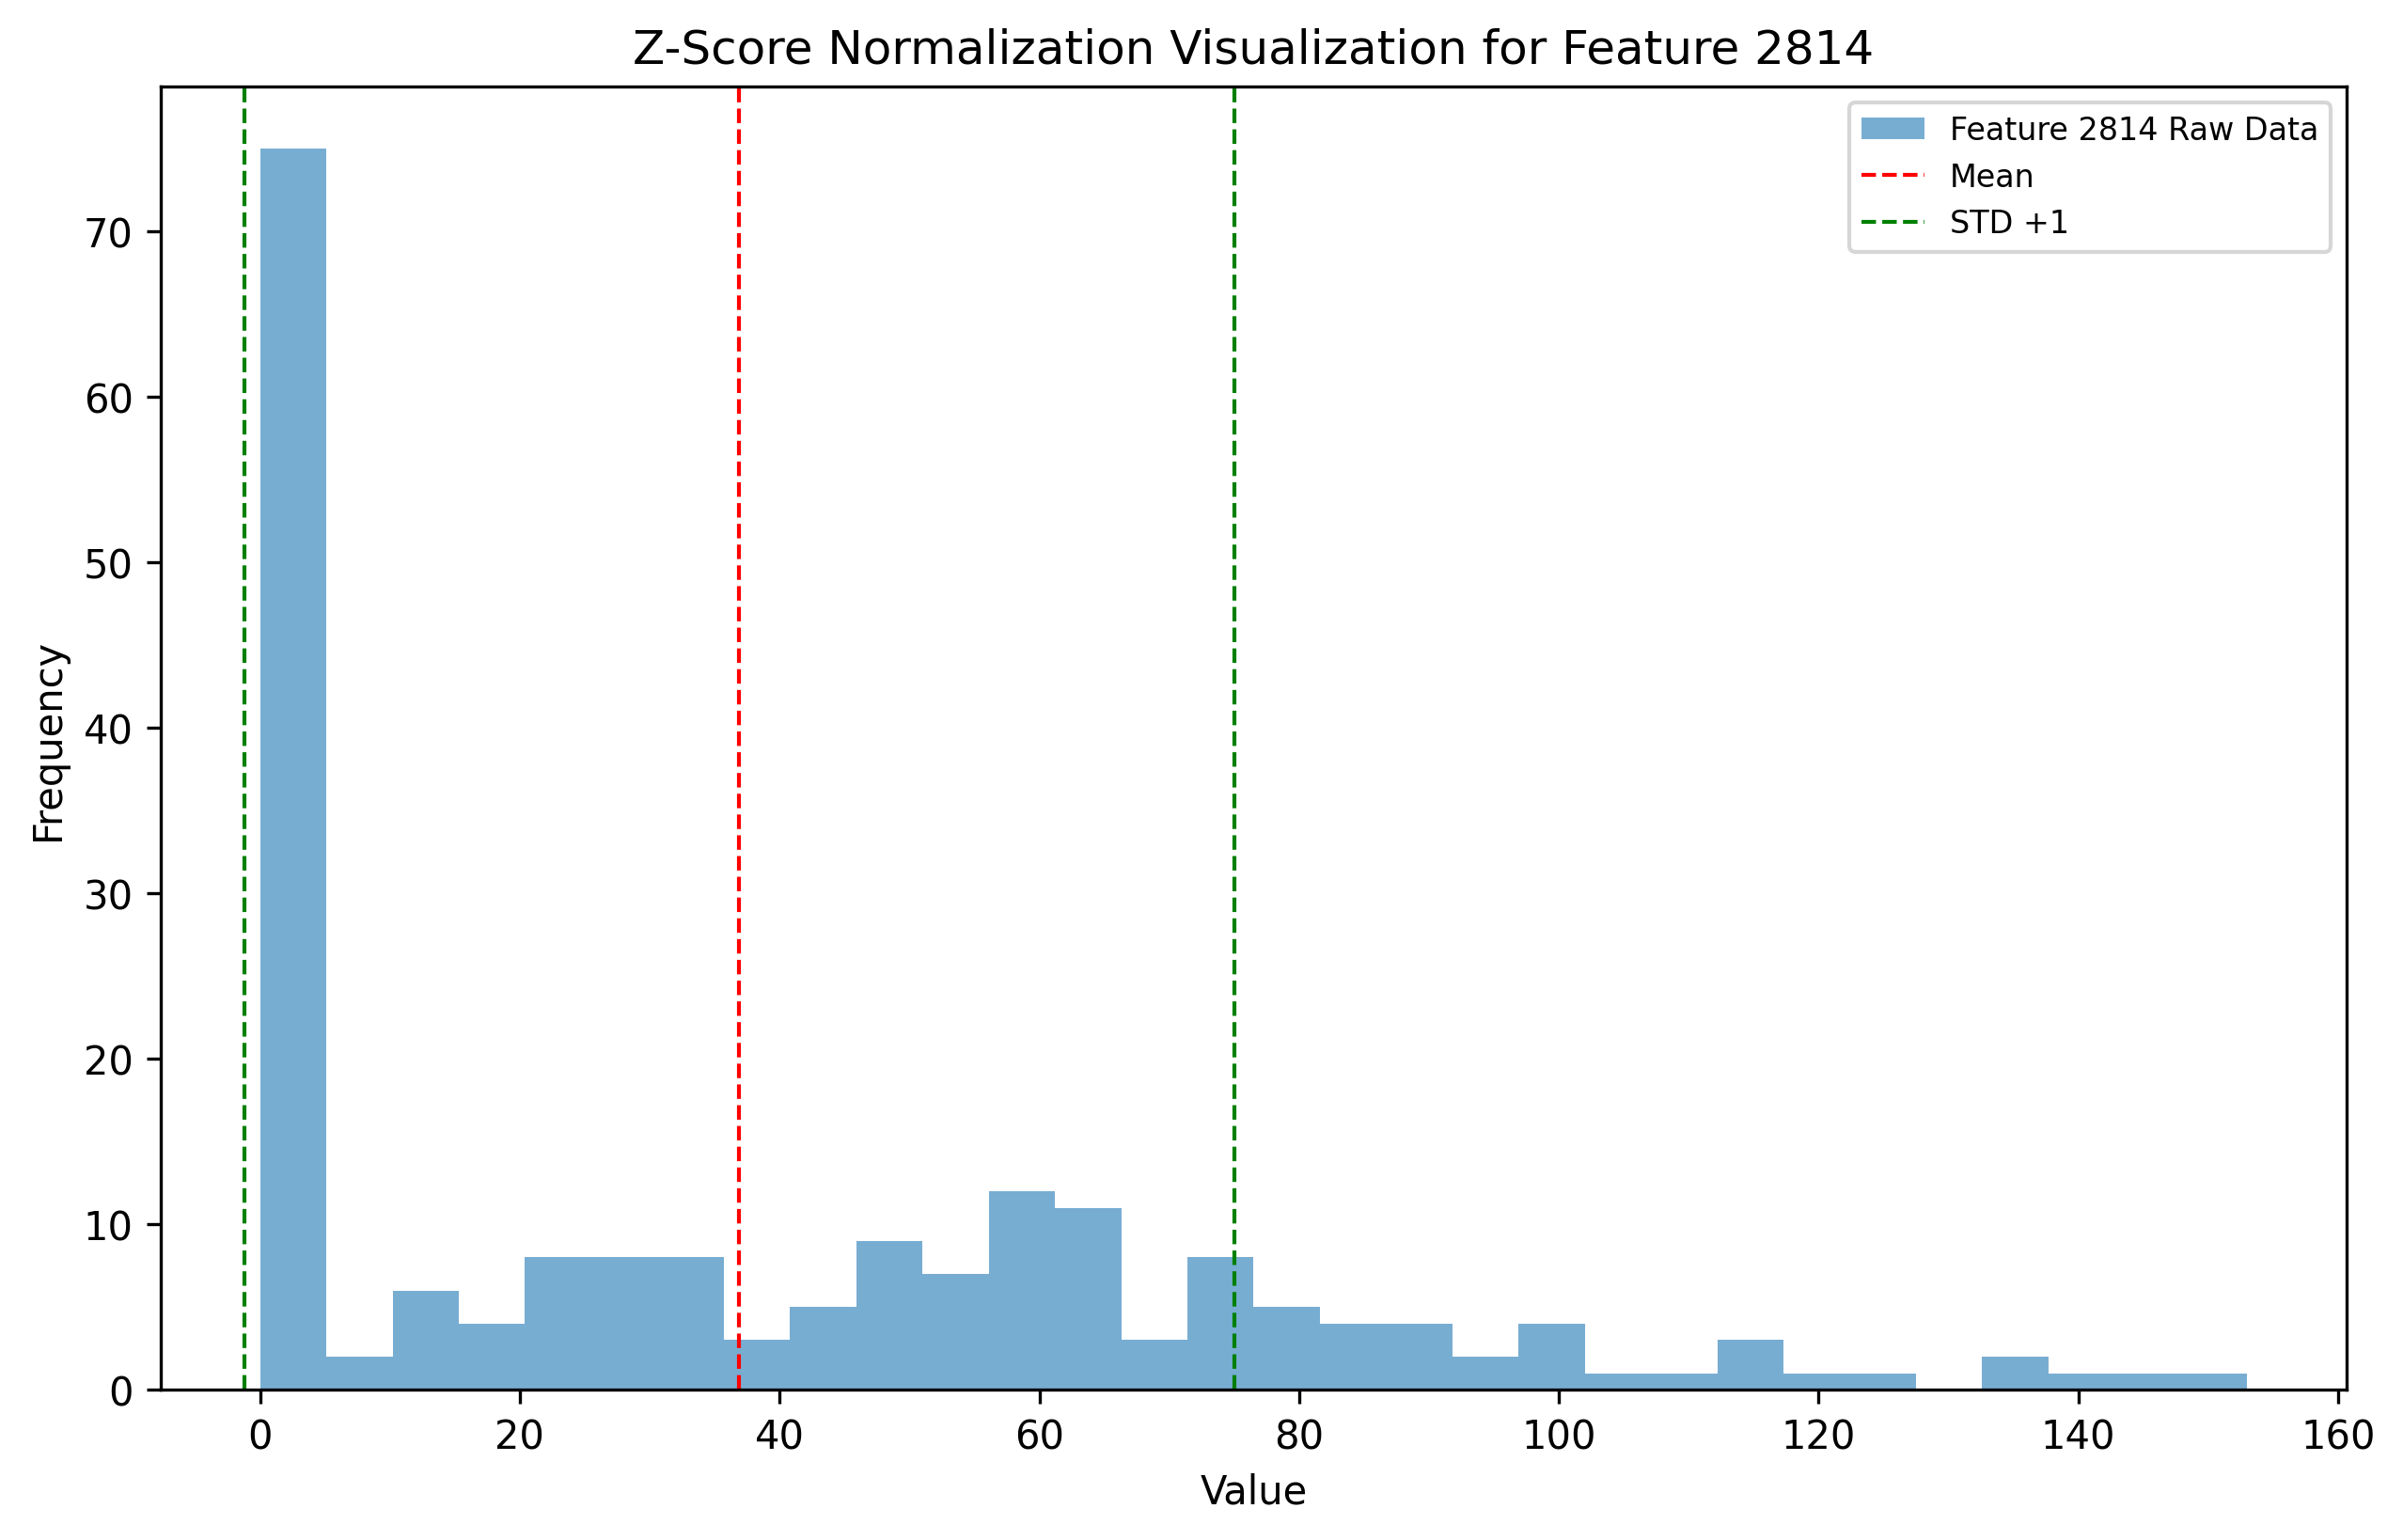 Z-Score Normalization Visualization for Feature 2814
Feature 2814 Raw Data
Mean
STD +1
Frequency
70
60
50
40
30
20
10
0
0 20 40 60 80 100 120 140 160
Value